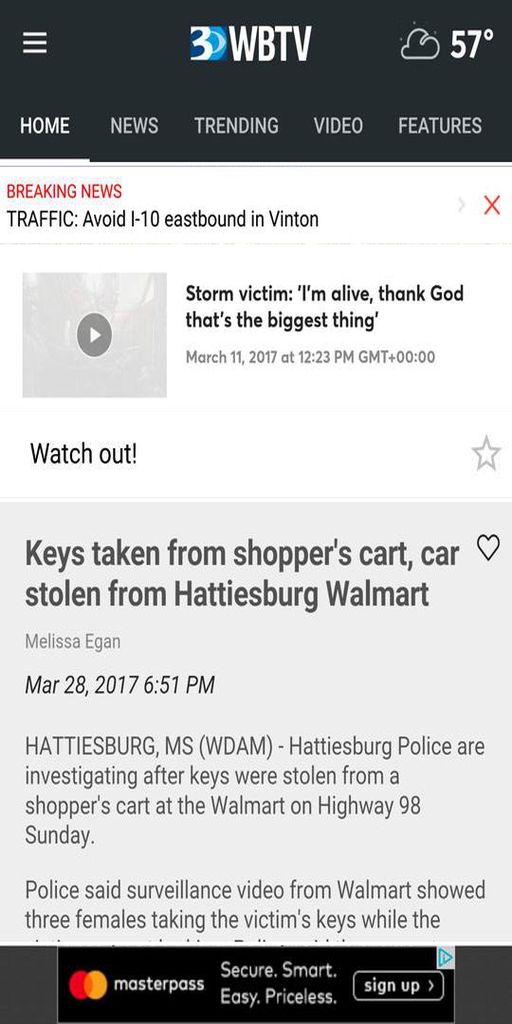 3 WBTV
57°
HOME NEWS TRENDING VIDEO FEATURES
BREAKING NEWS
TRAFFIC: Avoid I-10 eastbound in Vinton
Storm victim: 'I'm alive, thank God
that's the biggest thing'
March 11, 2017 at 12:23 PM GMT+00:00
Watch out!
Keys taken from shopper's cart, car
stolen from Hattiesburg Walmart
Melissa Egan
Mar 28, 2017 6:51 PM
HATTIESBURG, MS (WDAM) - Hattiesburg Police are
investigating after keys were stolen from a
shopper's cart at the Walmart on Highway 98
Sunday.
Police said surveillance video from Walmart showed
three females taking the victim's keys while the
masterpass
Secure. Smart.
Easy. Priceless.
sign up >